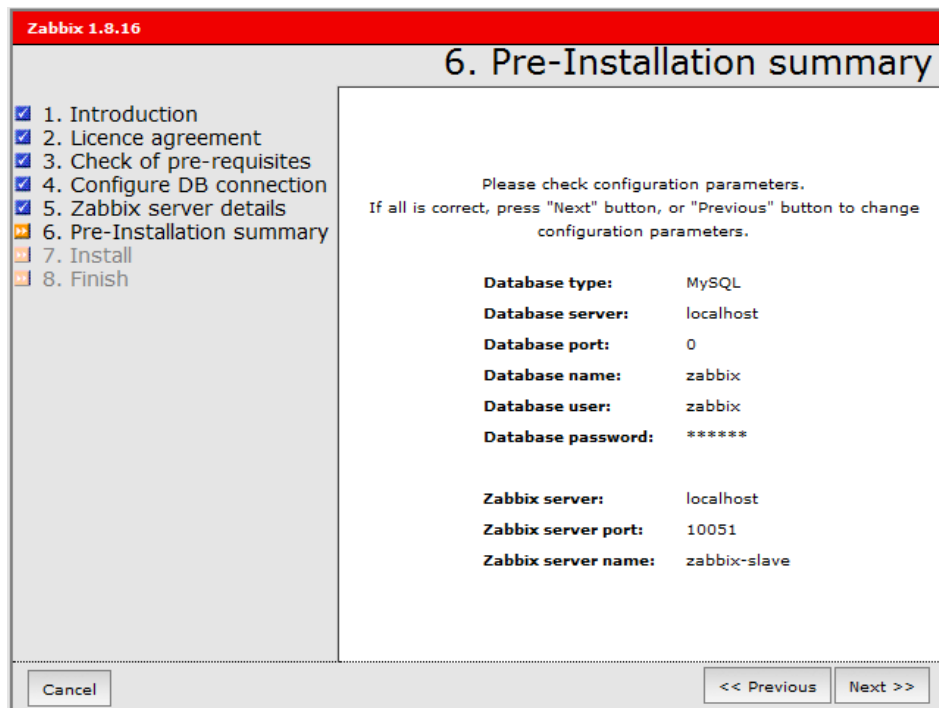 Zabbix 1.8.16
6. Pre-Installation summary
1. Introduction
2. Licence agreement
3. Check of pre-requisites
4. Configure DB connection
5. Zabbix server details
6. Pre-Installation summary
7. Install
8. Finish
Please check configuration parameters.
If all is correct, press "Next" button, or "Previous" button to change
configuration parameters.
Database type: MySQL
Database server: localhost
Database port: 0
Database name: zabbix
Database user: zabbix
Database password: ******
Zabbix server: localhost
Zabbix server port: 10051
Zabbix server name: zabbix-slave
Cancel << Previous Next >>